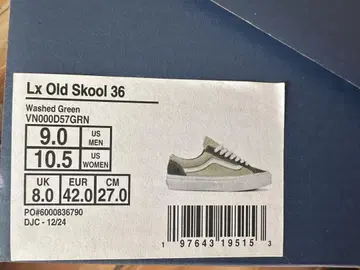 Lx Old Skool 36
Washed Green
VN000D57GRN
9.0 US MEN
10.5 US WOMEN
UK EUR CM
8.0 42.0 27.0
PO#6000836790
DJC - 12/24
1 97643 19515 3